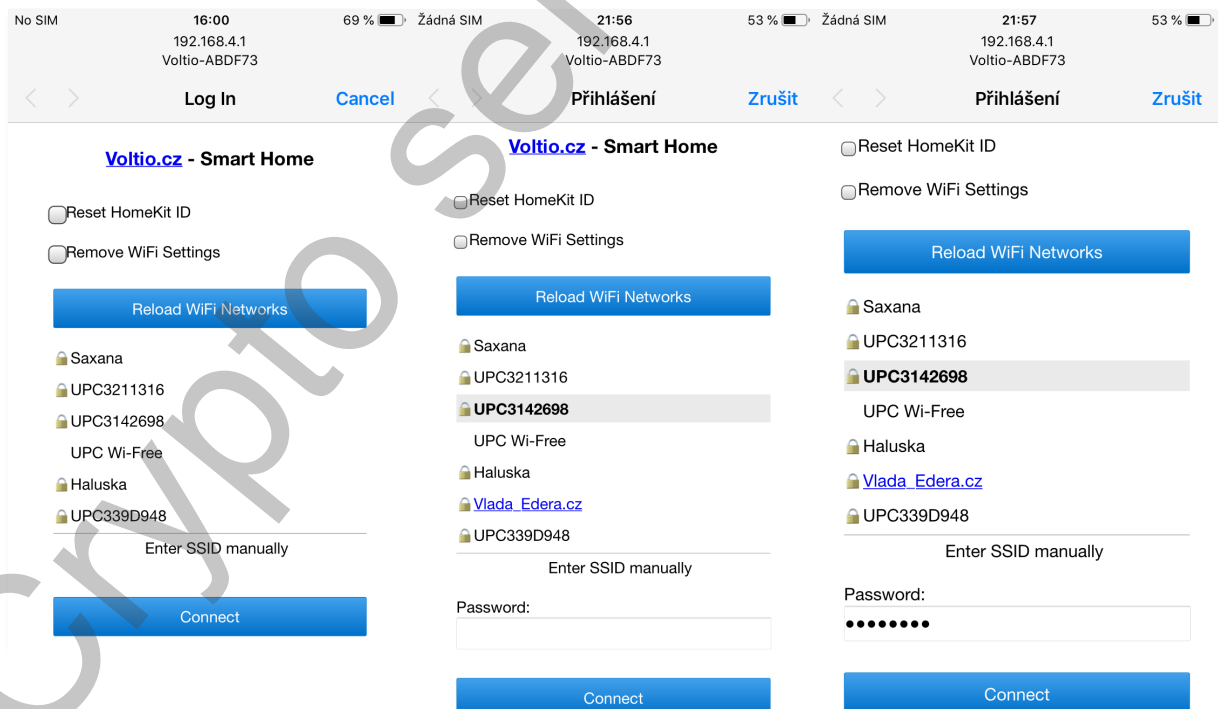 No SIM 16:00 69 %
192.168.4.1
Voltio-ABDF73
Log In Cancel
Voltio.cz - Smart Home
Reset HomeKit ID
Remove WiFi Settings
Reload WiFi Networks
Saxana
UPC3211316
UPC3142698
UPC Wi-Free
Haluska
UPC339D948
Enter SSID manually
Connect
Žádná SIM 21:56 53 %
192.168.4.1
Voltio-ABDF73
Přihlášení Zrušit
Voltio.cz - Smart Home
Reset HomeKit ID
Remove WiFi Settings
Reload WiFi Networks
Saxana
UPC3211316
UPC3142698
UPC Wi-Free
Haluska
Vlada_Edera.cz
UPC339D948
Enter SSID manually
Password:
Connect
Žádná SIM 21:57 53 %
192.168.4.1
Voltio-ABDF73
Přihlášení Zrušit
Reset HomeKit ID
Remove WiFi Settings
Reload WiFi Networks
Saxana
UPC3211316
UPC3142698
UPC Wi-Free
Haluska
Vlada_Edera.cz
UPC339D948
Enter SSID manually
Password:
●●●●●●●●
Connect
Crypto